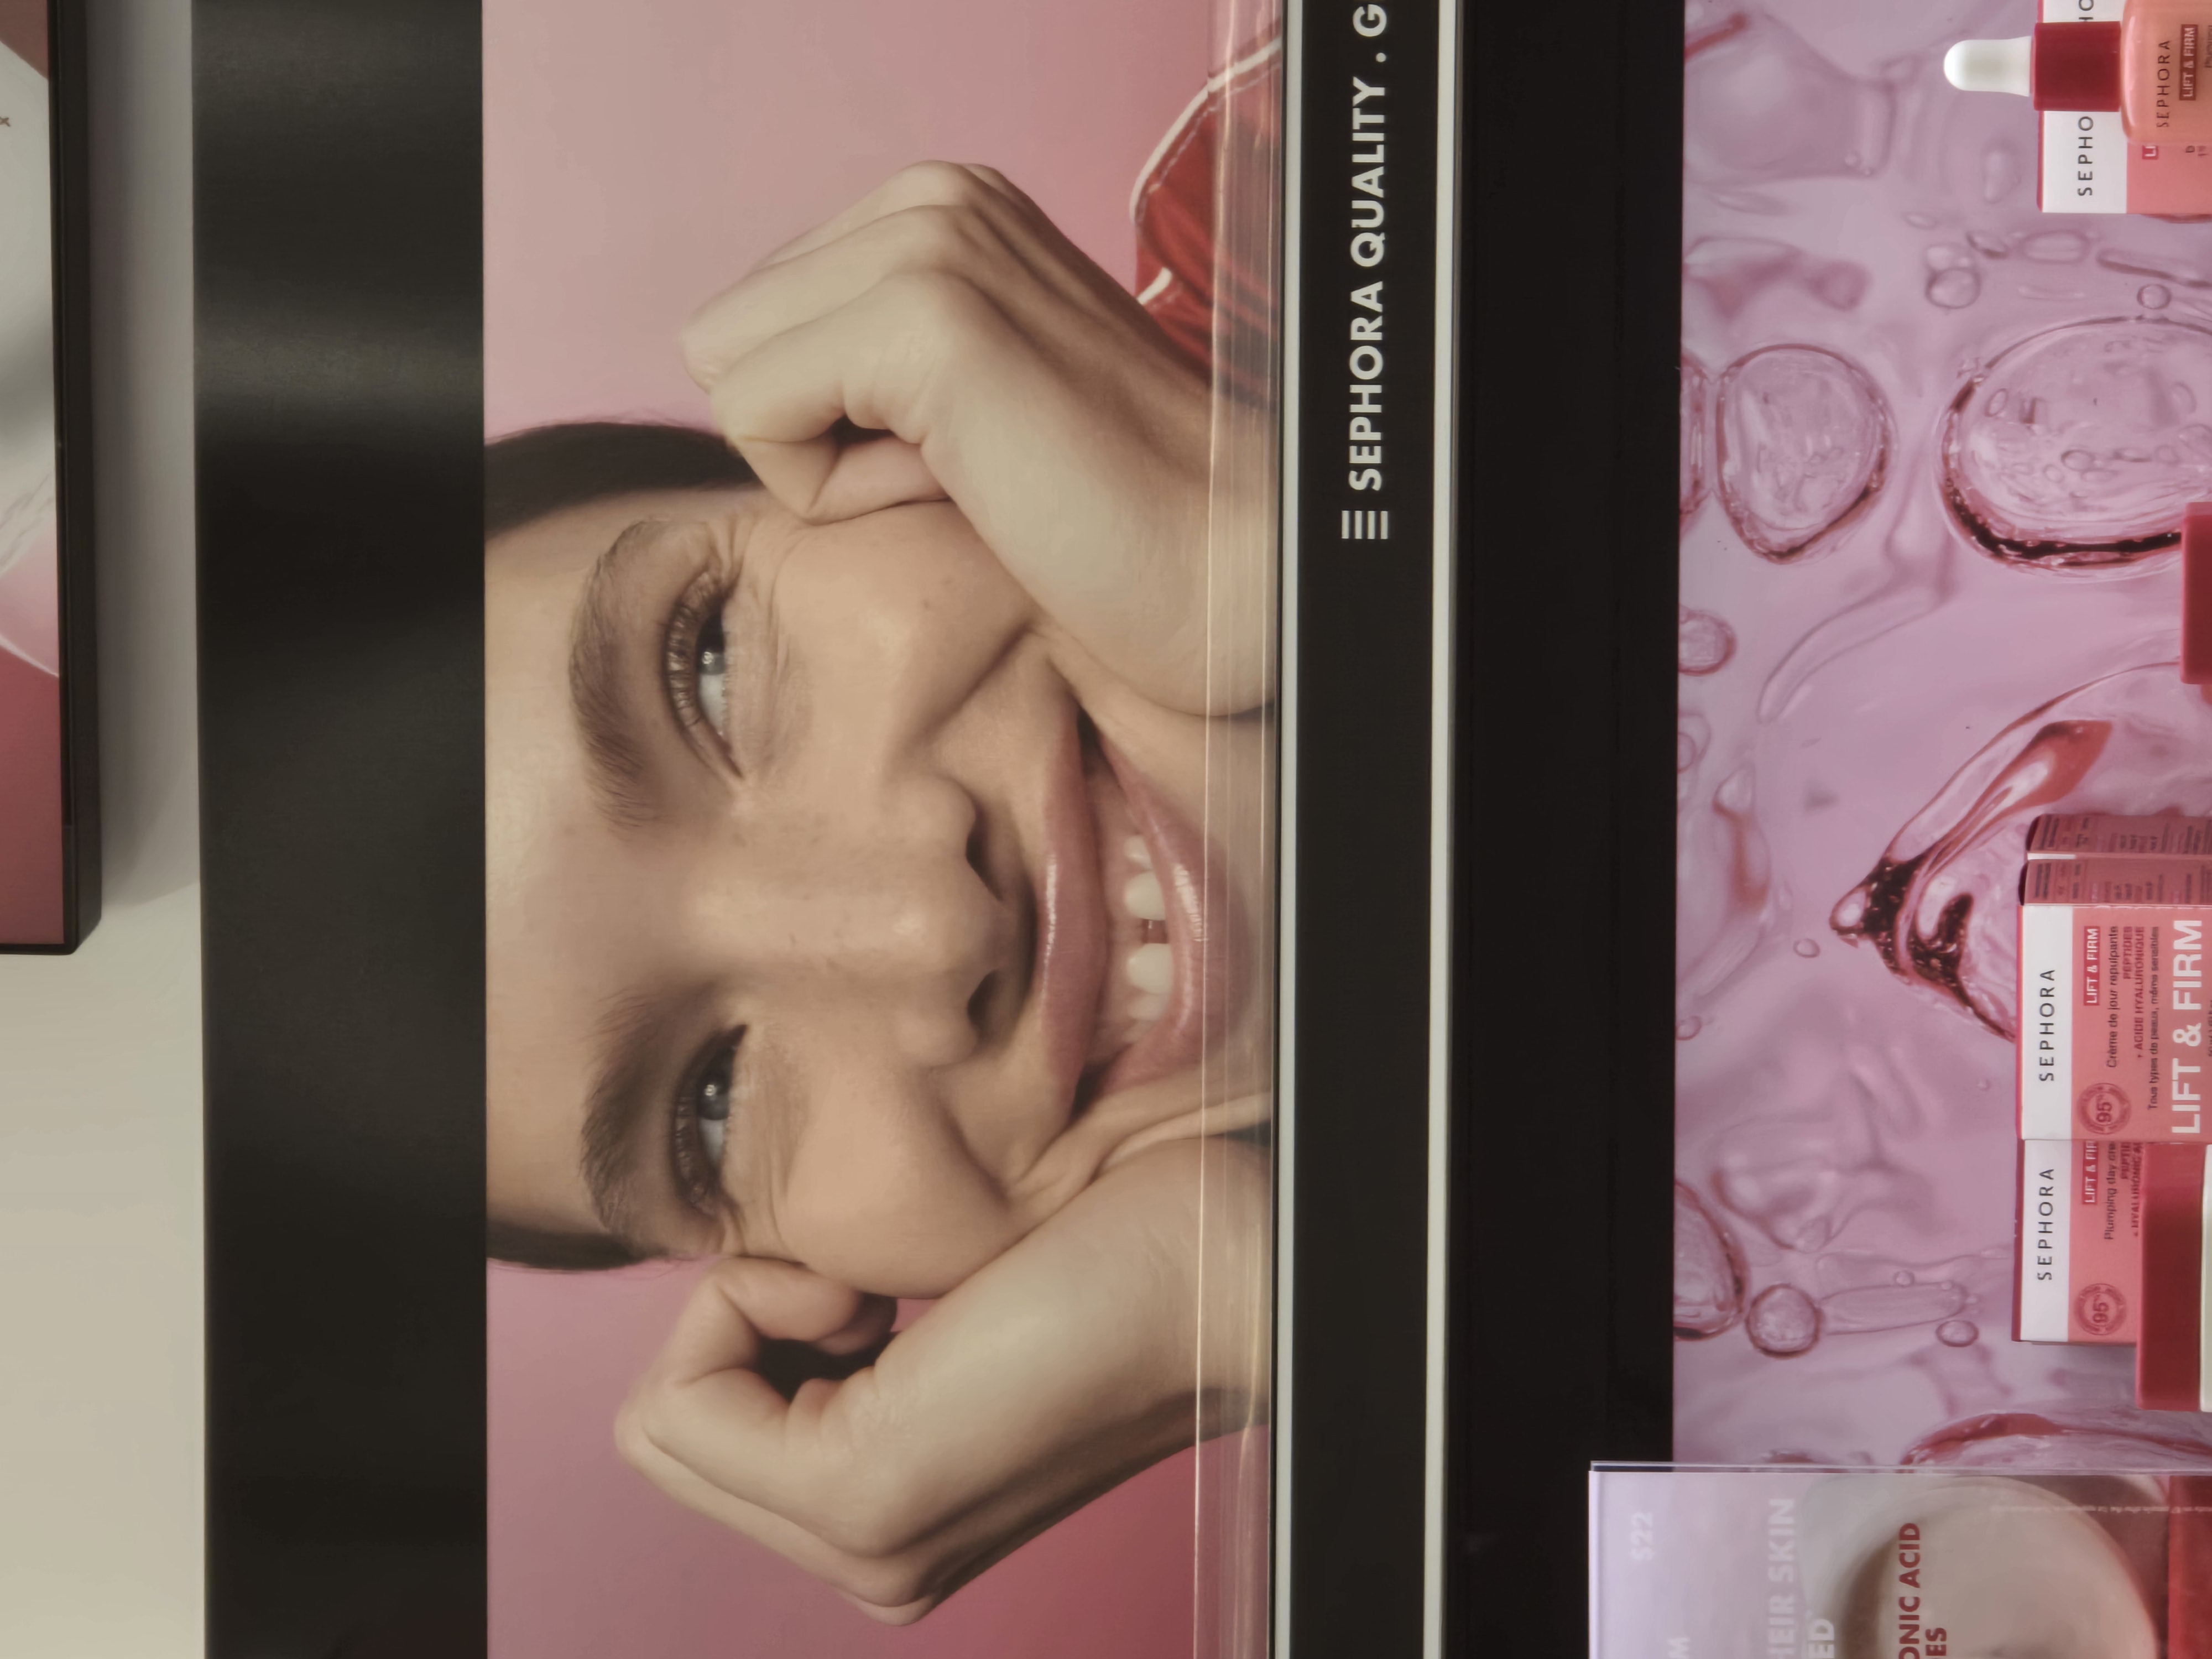 SEPHORA QUALITY . G
$22
M
HEIR SKIN
ED
ONIC ACID
ES
SEPHORA
LIFT & FIR
95%
Plumping day cre
PEPTI
+ HYALURONIC A
SEPHORA
LIFT & FIRM
95%
Crème de jour repulpante
PEPTIDES
+ ACIDE HYALURONIQUE
Tous types de peaux, même sensibles
LIFT & FIRM
SEPHO
SEPHORA
LIFT & FIRM